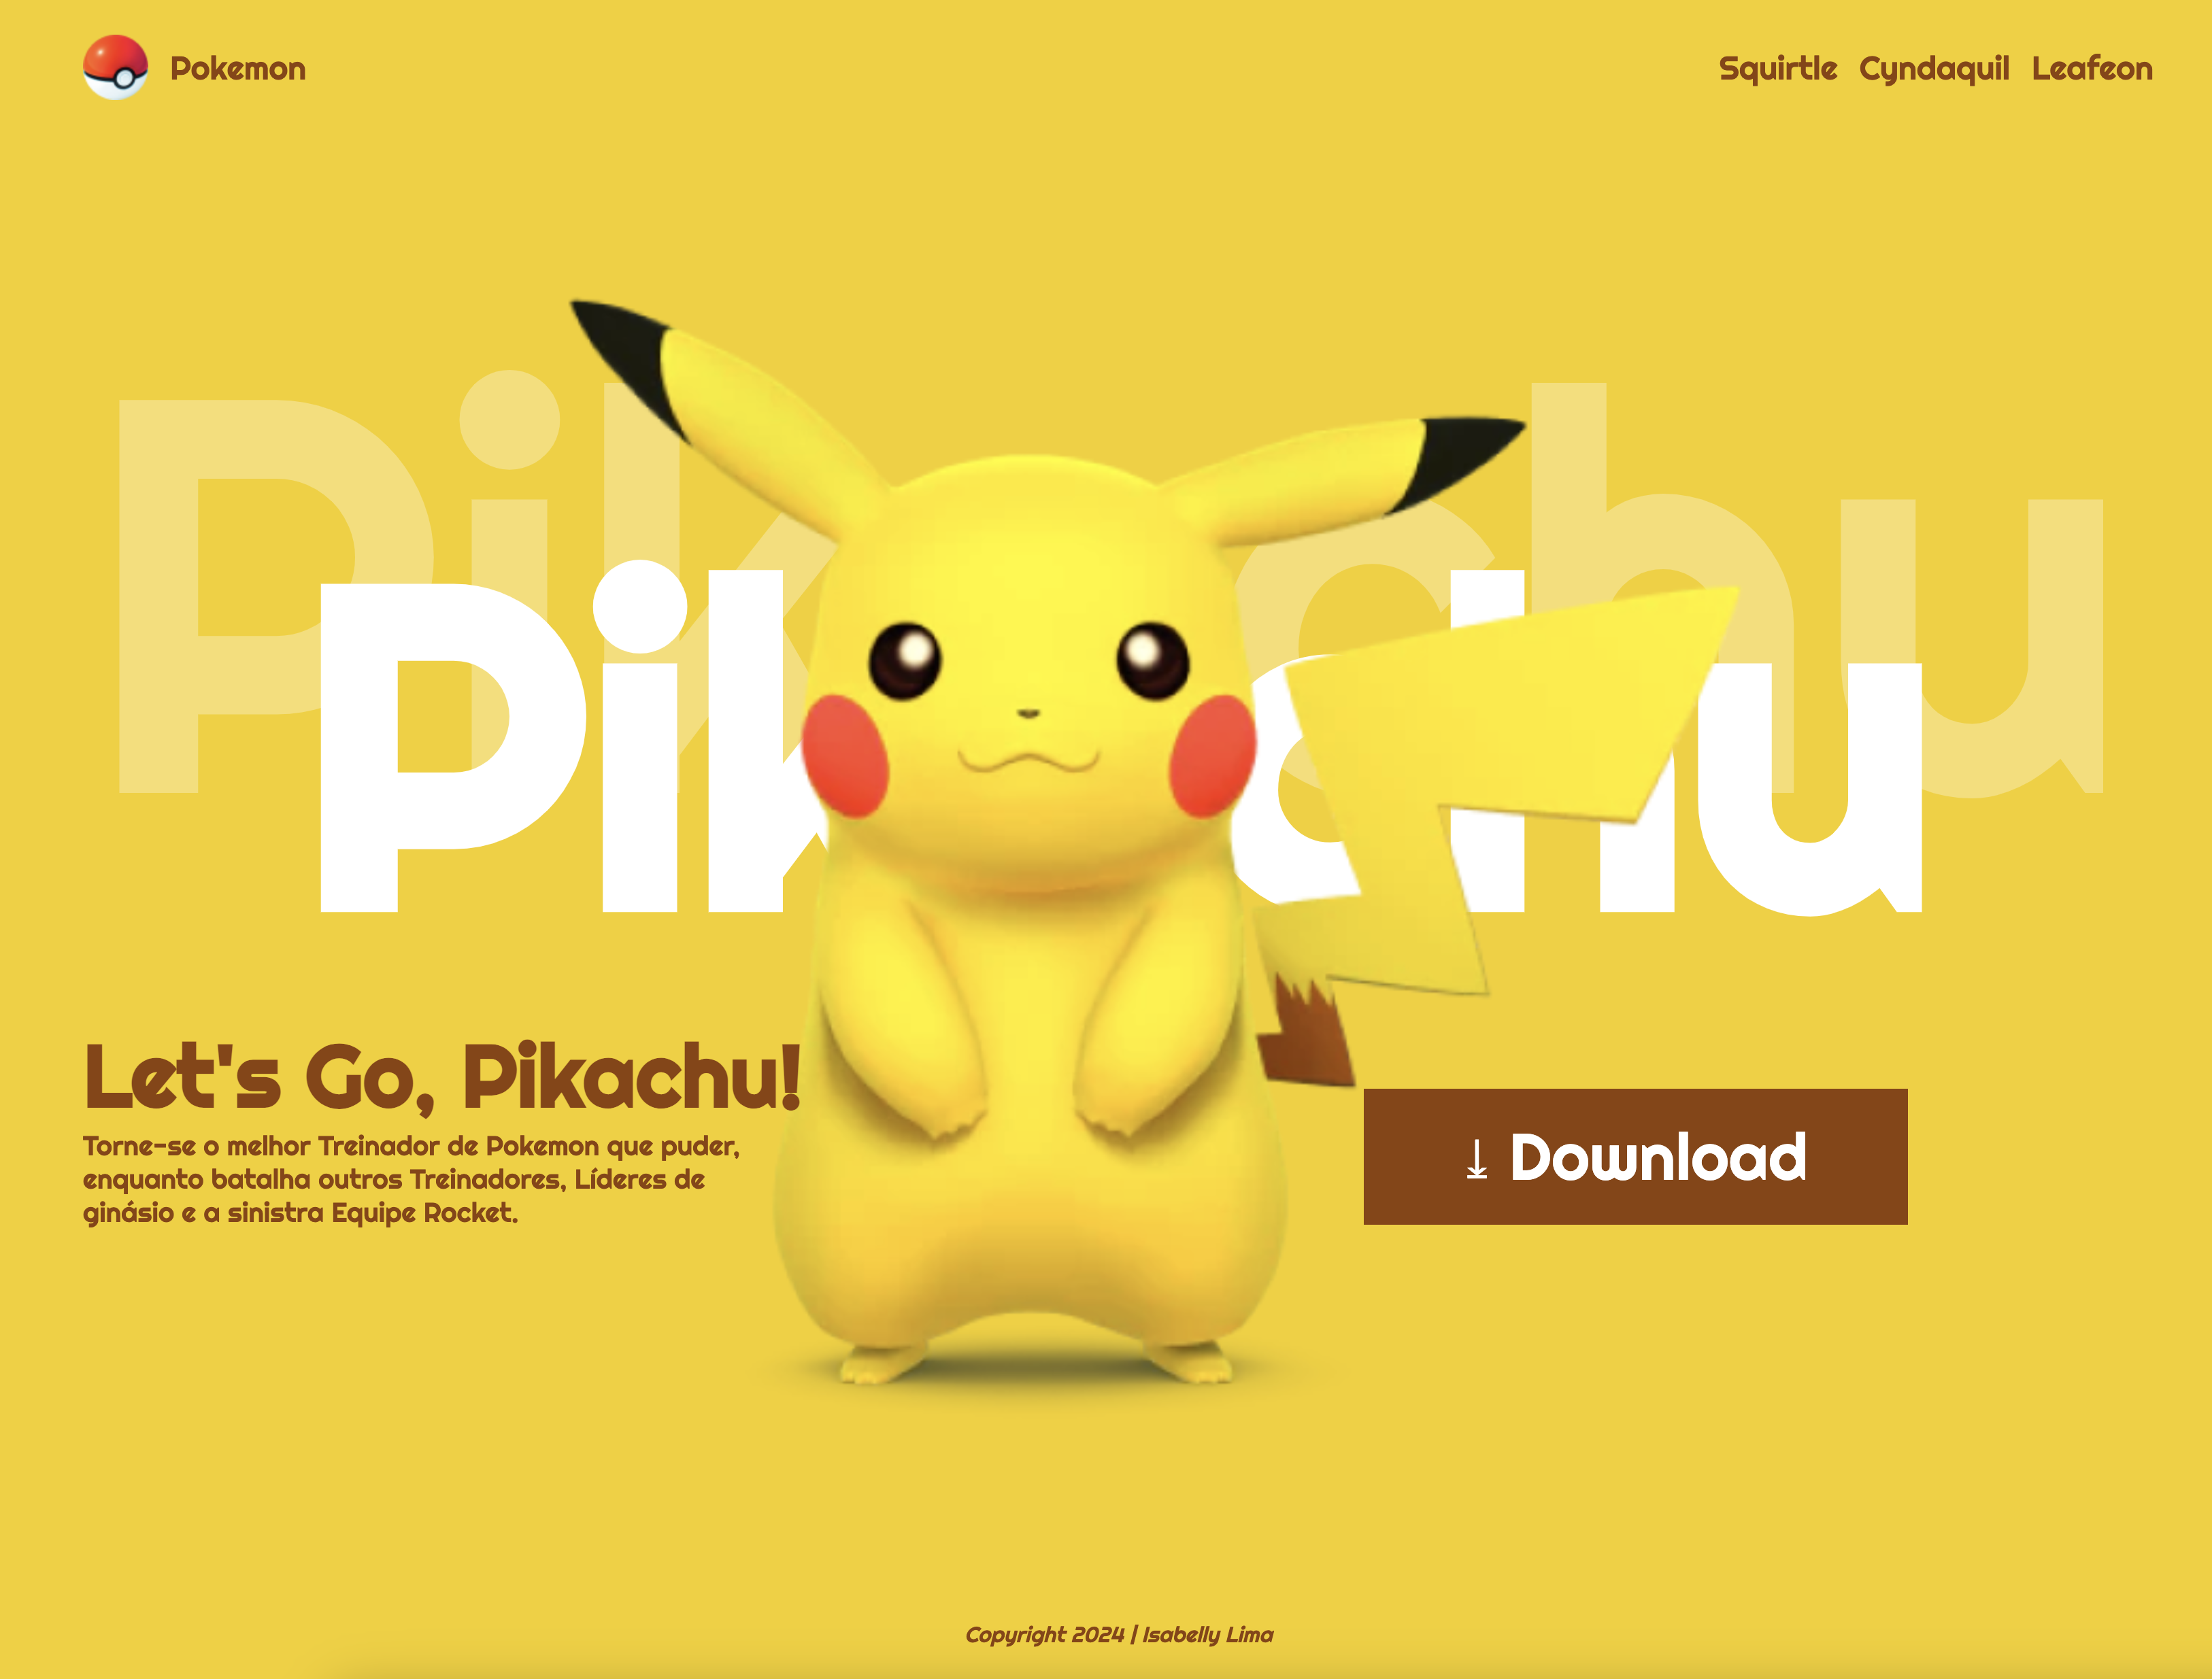 Pokemon
Squirtle Cyndaquil Leafeon
Pikachu
Pikachu
Let's Go, Pikachu!
Torne-se o melhor Treinador de Pokemon que puder,
enquanto batalha outros Treinadores, Líderes de
ginásio e a sinistra Equipe Rocket.
⤓ Download
Copyright 2024 | Isabelly Lima